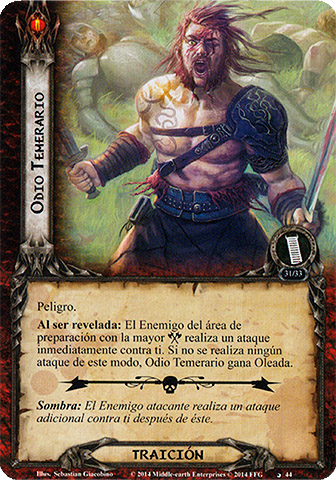 ODIO TEMERARIO
31/33
Peligro.
Al ser revelada: El Enemigo del área de
preparación con la mayor realiza un ataque
inmediatamente contra ti. Si no se realiza ningún
ataque de este modo, Odio Temerario gana Oleada.
Sombra: El Enemigo atacante realiza un ataque
adicional contra ti después de éste.
TRAICIÓN
Illus. Sebastian Giacobino © 2014 Middle-earth Enterprises © 2014 FFG 44